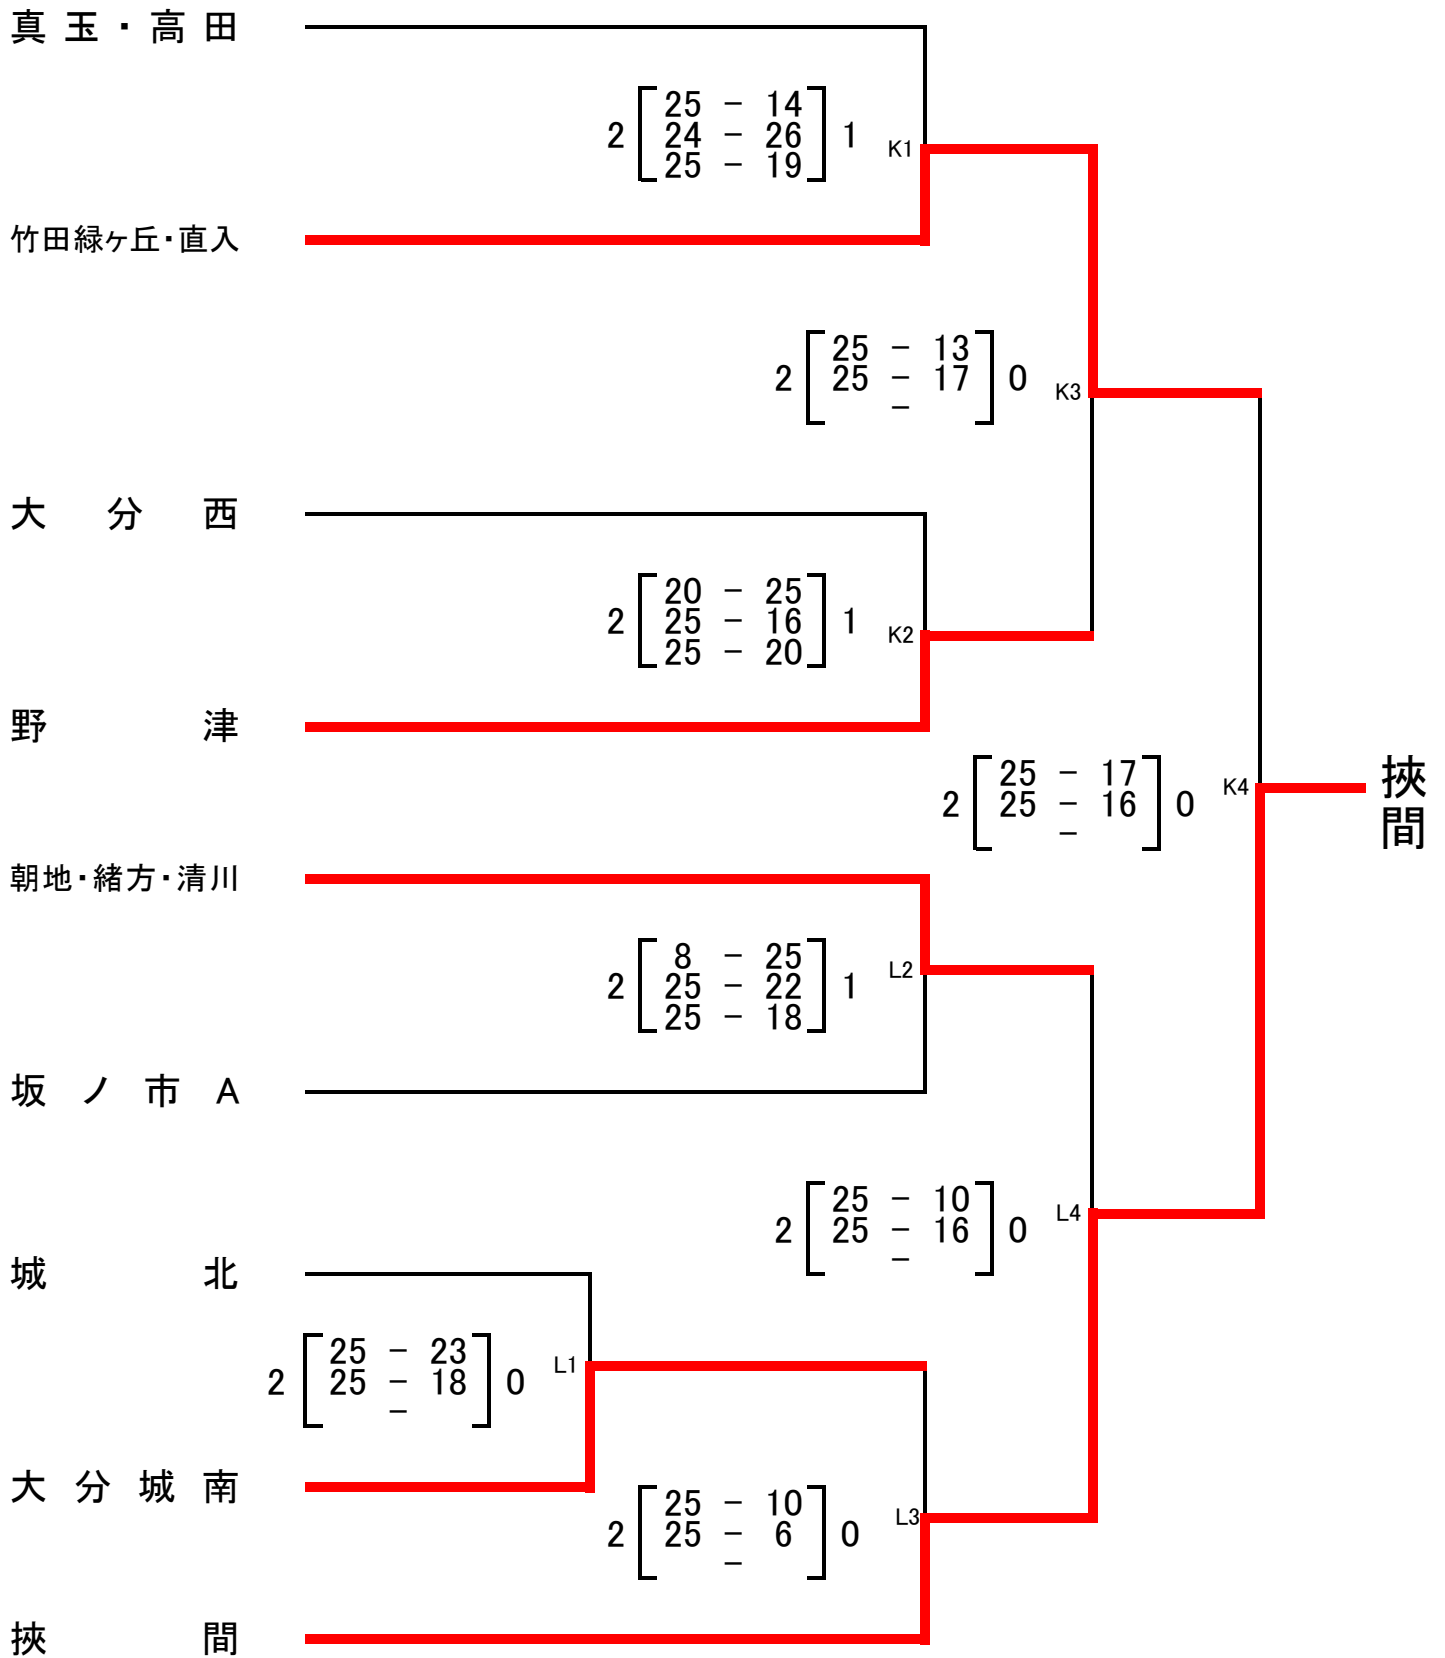 真玉・高田
25 － 14
2 24 － 26 1 K1
25 － 19
竹田緑ヶ丘・直入
25 － 13
2 25 － 17 0 K3
－
大分西
20 － 25
2 25 － 16 1 K2
25 － 20
野津
25 － 17
2 25 － 16 0 K4
－
挾間
朝地・緒方・清川
8 － 25
2 25 － 22 1 L2
25 － 18
坂ノ市A
25 － 10
2 25 － 16 0 L4
－
城北
25 － 23
2 25 － 18 0 L1
－
大分城南
25 － 10
2 25 － 6 0 L3
－
挾間